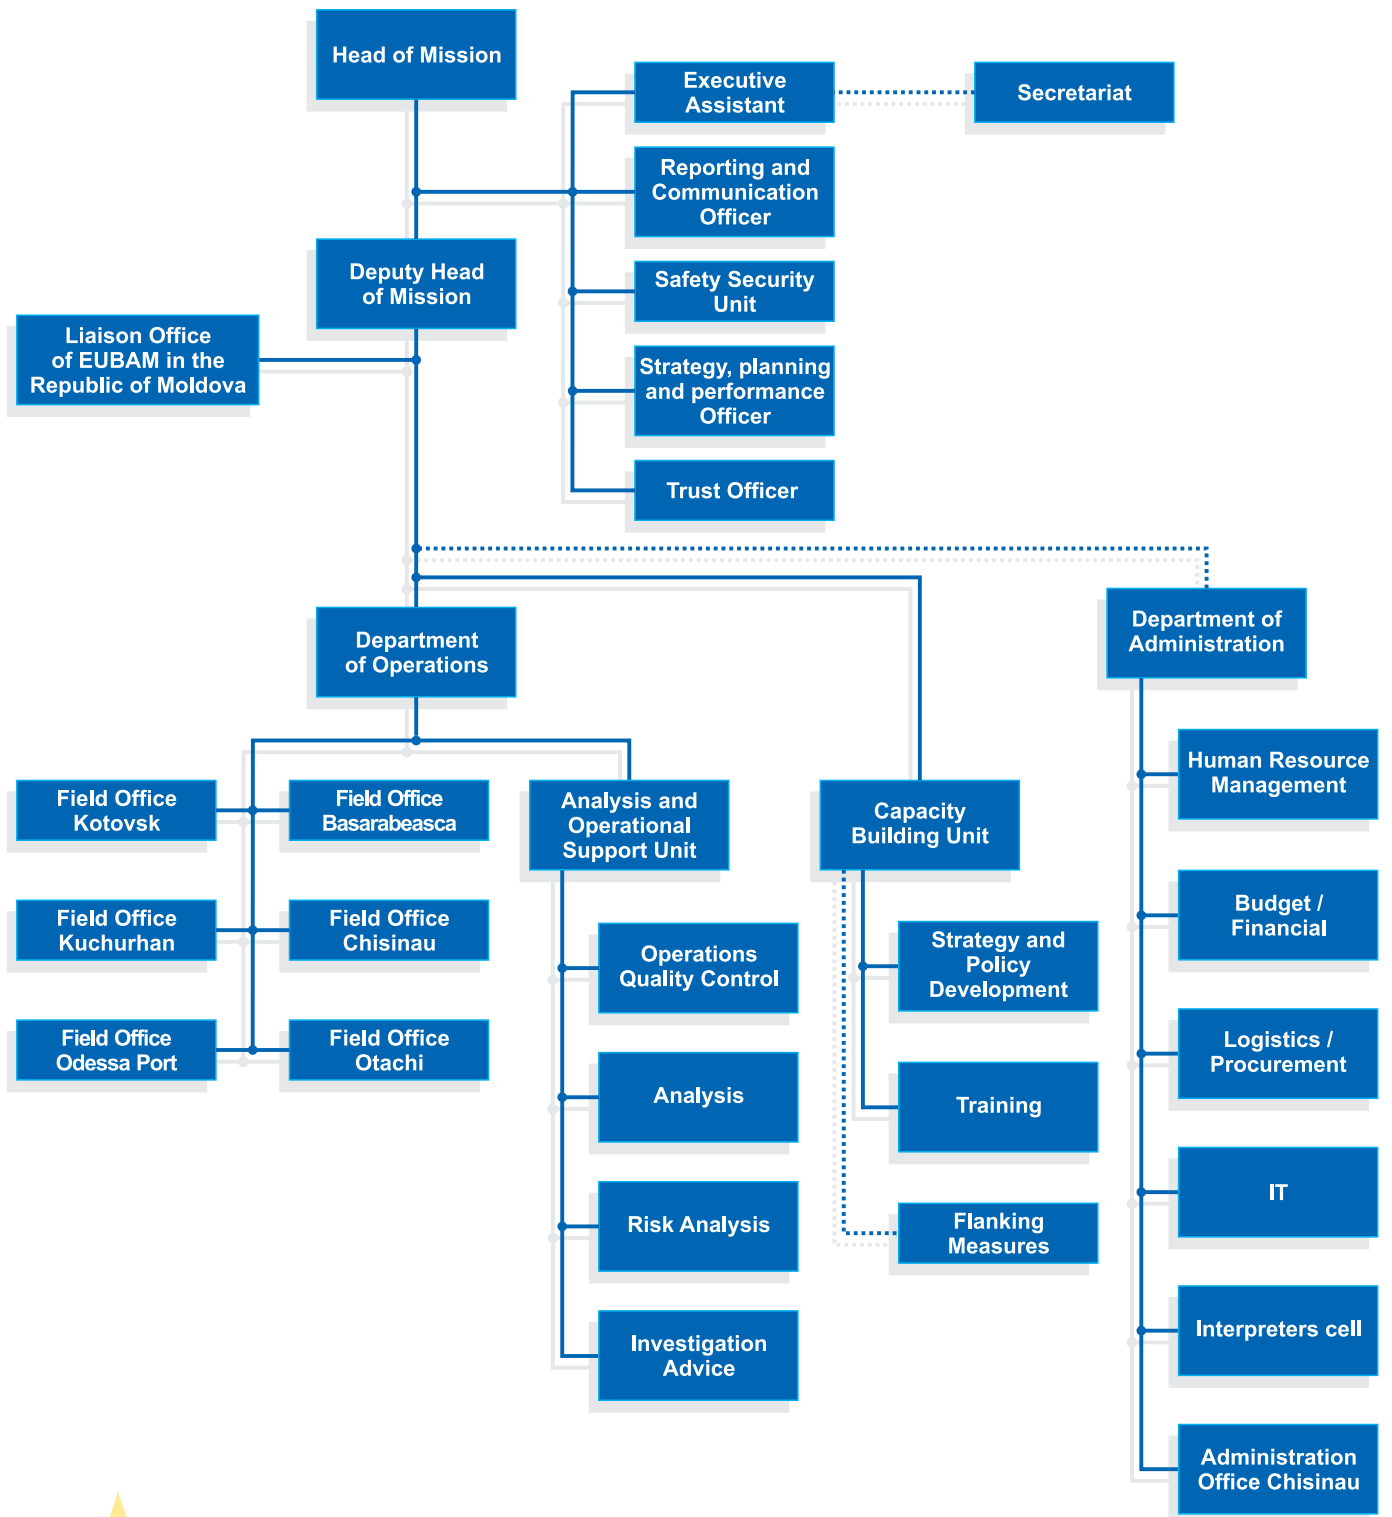 Head of Mission
Executive
Assistant
Secretariat
Reporting and
Communication
Officer
Deputy Head
of Mission
Safety Security
Unit
Liaison Office
of EUBAM in the
Republic of Moldova
Strategy, planning
and performance
Officer
Trust Officer
Department
of Operations
Department of
Administration
Human Resource
Management
Field Office
Kotovsk
Field Office
Basarabeasca
Analysis and
Operational
Support Unit
Capacity
Building Unit
Budget /
Financial
Field Office
Kuchurhan
Field Office
Chisinau
Operations
Quality Control
Strategy and
Policy
Development
Logistics /
Procurement
Field Office
Odessa Port
Field Office
Otachi
Analysis
Training
IT
Risk Analysis
Flanking
Measures
Interpreters cell
Investigation
Advice
Administration
Office Chisinau